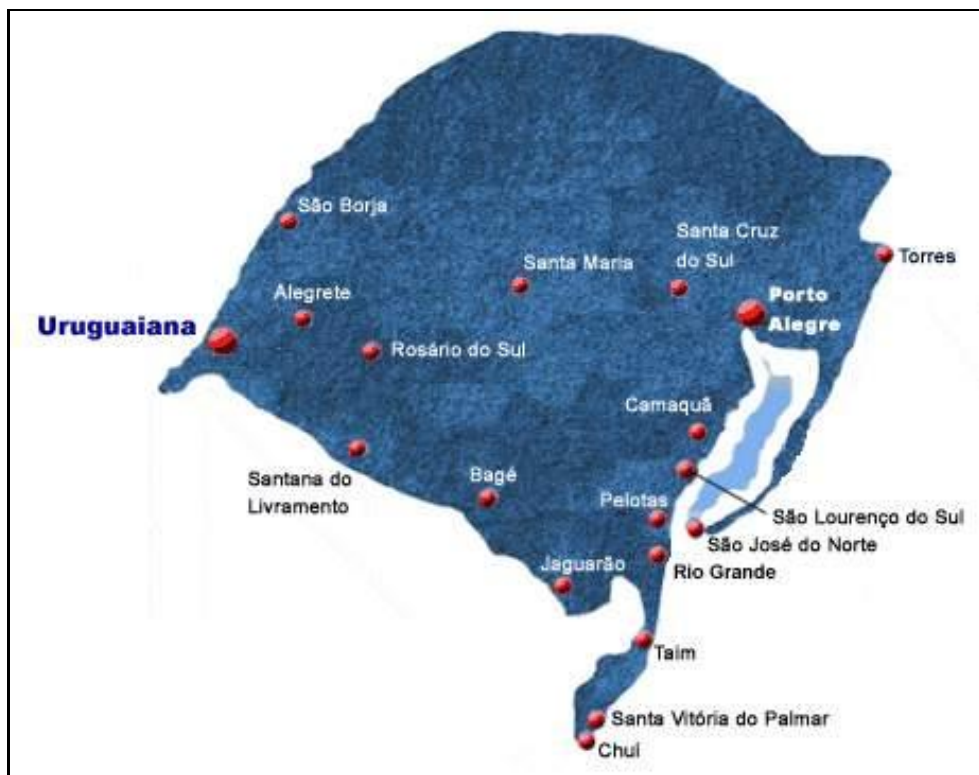 São Borja
Santa Cruz
do Sul
Santa Maria
Torres
Alegrete
Porto
Alegre
Uruguaiana
Rosário do Sul
Camaquã
Santana do
Livramento
Bagé
Pelotas
São Lourenço do Sul
São José do Norte
Jaguarão
Rio Grande
Taim
Santa Vitória do Palmar
Chuí